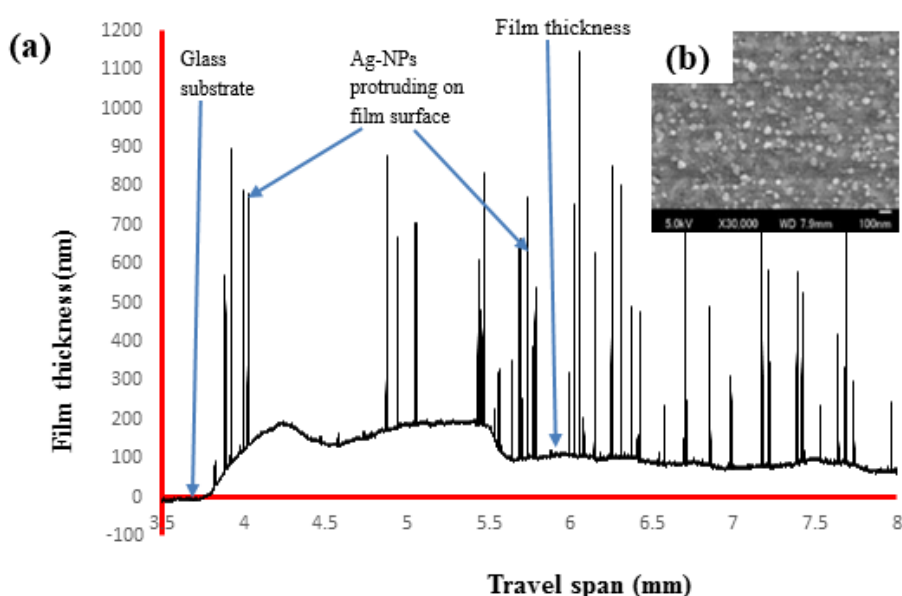 (a)
Film thickness
(b)
Glass
substrate
Ag-NPs
protruding on
film surface
5.0kV X30,000 WD 7.9mm 100nm
Film thickness(nm)
1200
1100
1000
900
800
700
600
500
400
300
200
100
0
-100
3.5 4 4.5 5 5.5 6 6.5 7 7.5 8
Travel span (mm)